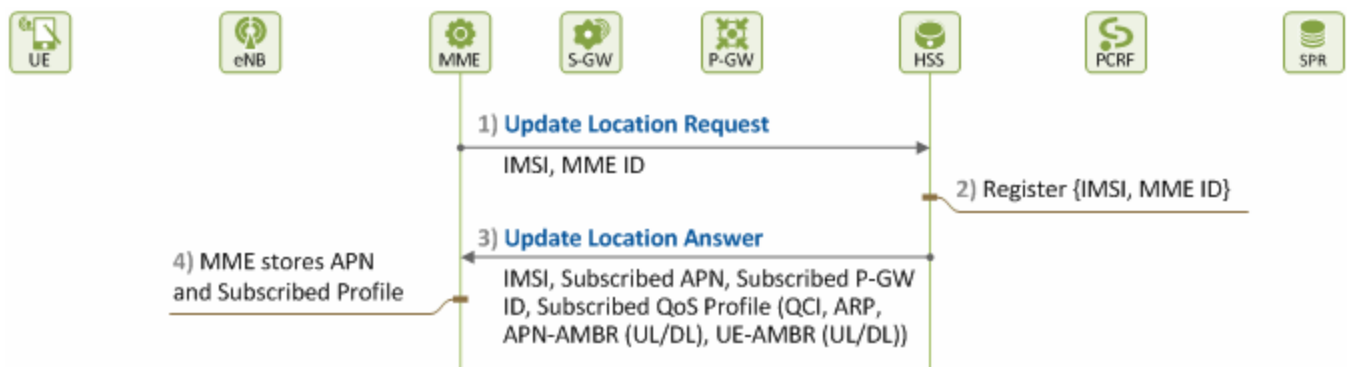 UE
eNB
MME
S-GW
P-GW
HSS
PCRF
SPR
1) Update Location Request
IMSI, MME ID
2) Register {IMSI, MME ID}
3) Update Location Answer
4) MME stores APN
and Subscribed Profile
IMSI, Subscribed APN, Subscribed P-GW
ID, Subscribed QoS Profile (QCI, ARP,
APN-AMBR (UL/DL), UE-AMBR (UL/DL))